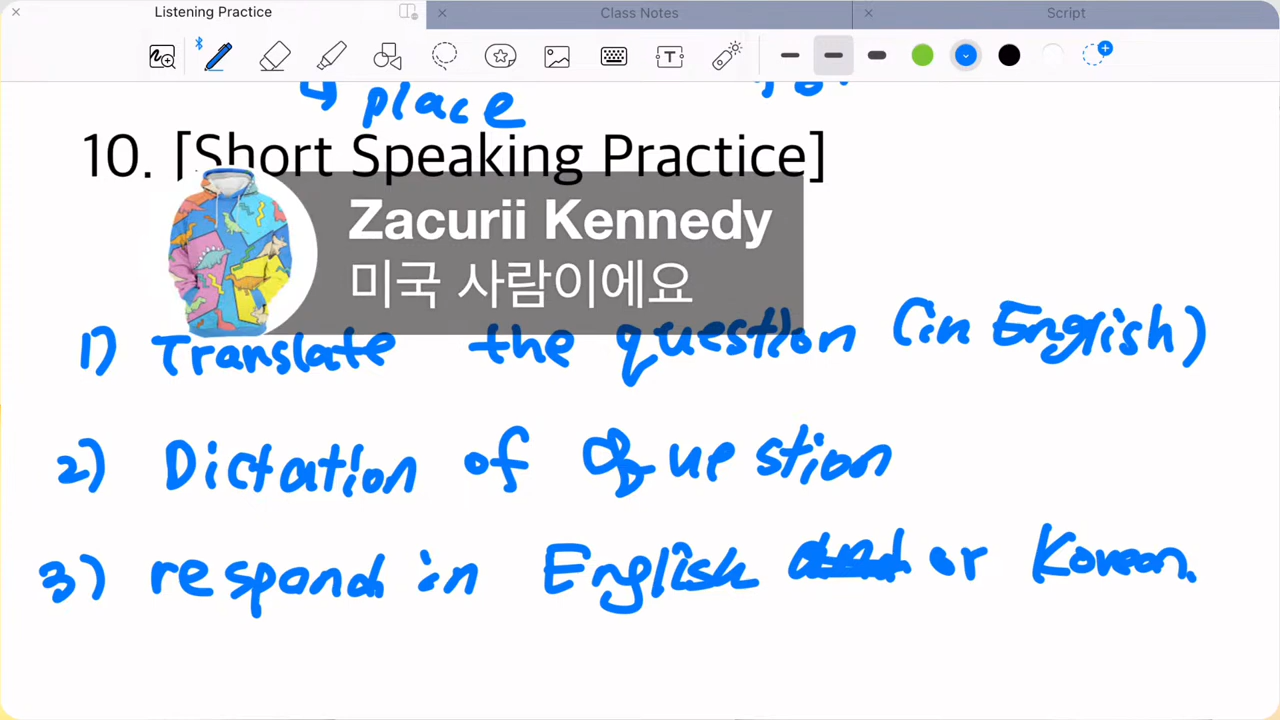 Listening Practice
Class Notes
Script
place
10. [Short Speaking Practice]
Zacurii Kennedy
미국 사람이에요
1) Translate the question (in English)
2) Dictation of question
3) respond in English and or Korean.